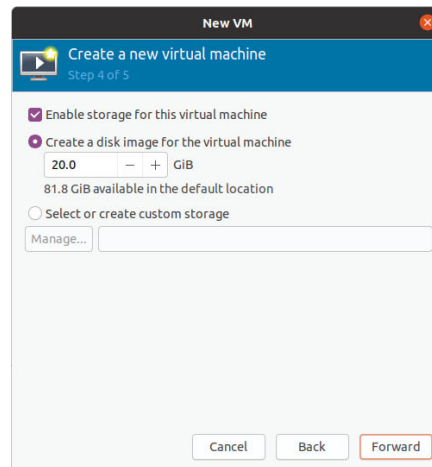 New VM
Create a new virtual machine
Step 4 of 5
Enable storage for this virtual machine
Create a disk image for the virtual machine
20.0 − + GiB
81.8 GiB available in the default location
Select or create custom storage
Manage...
Cancel Back Forward